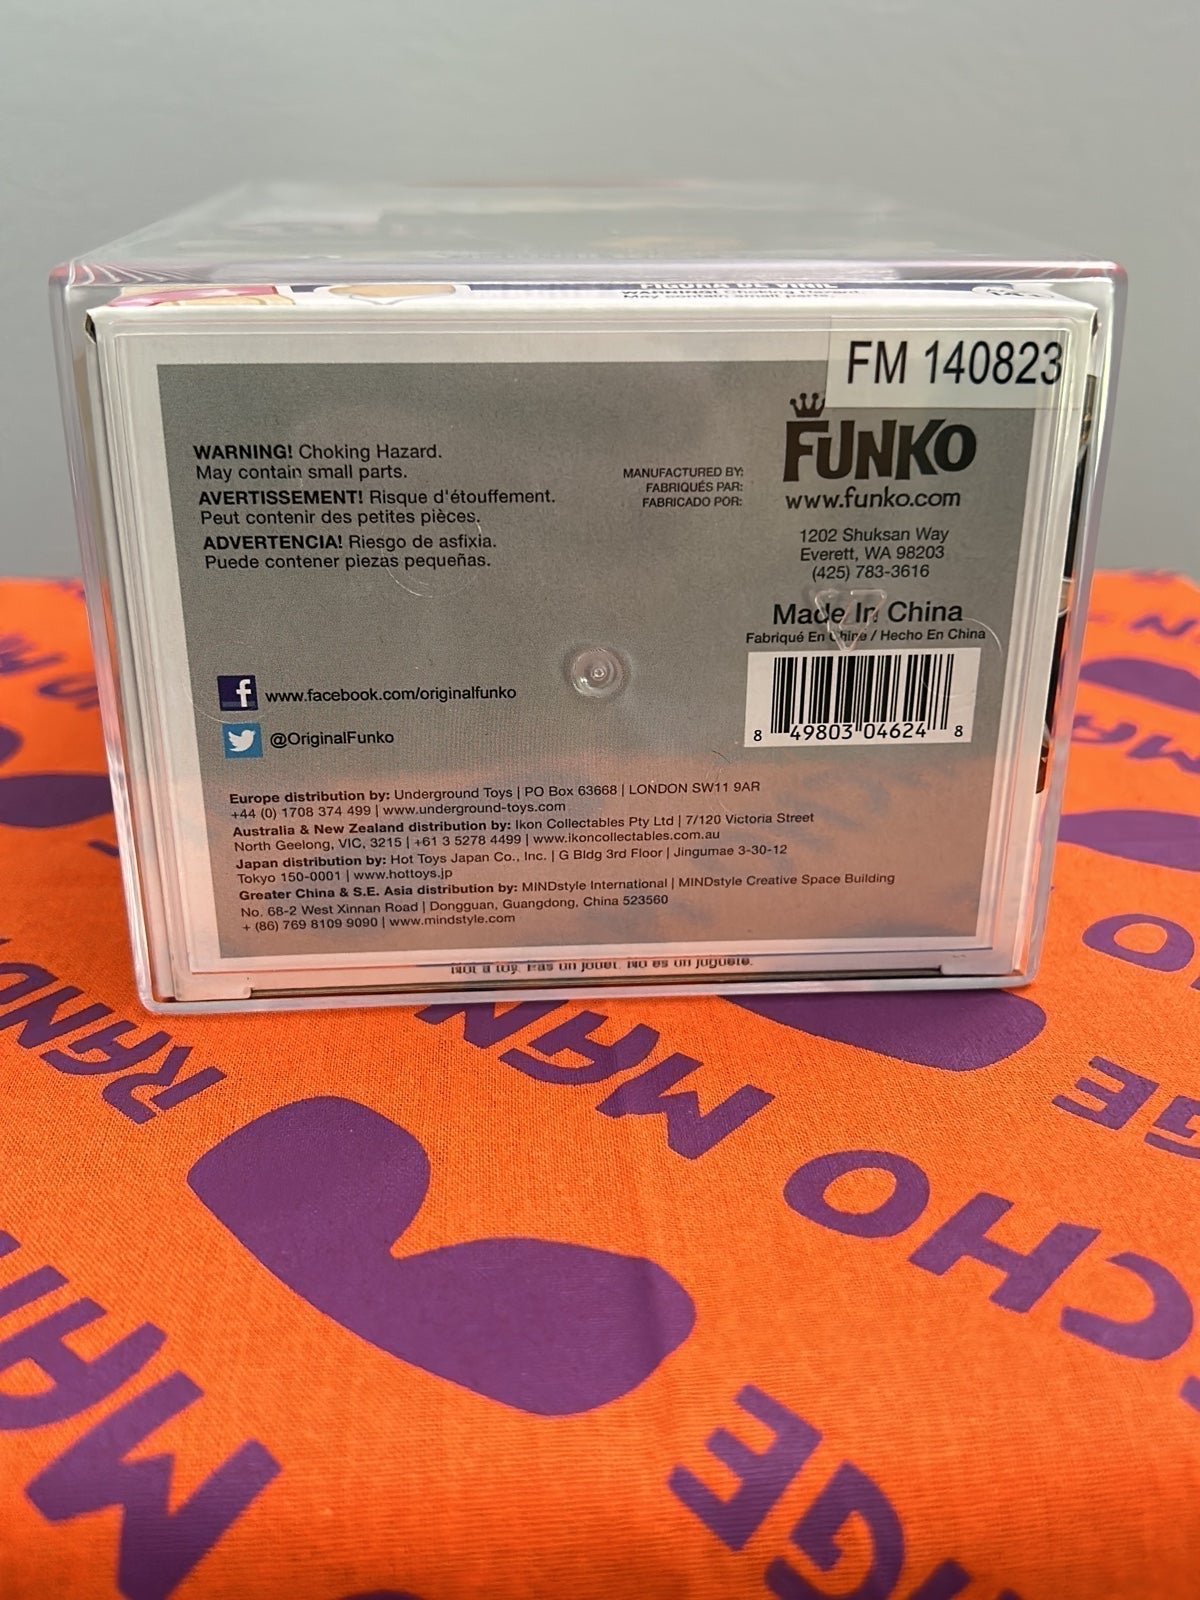 FIGURA DE VINIL
WARNING! Choking Hazard.
May contain small parts.
FM 140823
WARNING! Choking Hazard.
May contain small parts.
AVERTISSEMENT! Risque d'étouffement.
Peut contenir des petites pièces.
ADVERTENCIA! Riesgo de asfixia.
Puede contener piezas pequeñas.
MANUFACTURED BY:
FABRIQUÉS PAR:
FABRICADO POR:
FUNKO
www.funko.com
1202 Shuksan Way
Everett, WA 98203
(425) 783-3616
Made In China
Fabriqué En Chine / Hecho En China
8 49803 04624 8
f www.facebook.com/originalfunko
@OriginalFunko
Europe distribution by: Underground Toys | PO Box 63668 | LONDON SW11 9AR
+44 (0) 1708 374 499 | www.underground-toys.com
Australia & New Zealand distribution by: Ikon Collectables Pty Ltd | 7/120 Victoria Street
North Geelong, VIC, 3215 | +61 3 5278 4499 | www.ikoncollectables.com.au
Japan distribution by: Hot Toys Japan Co., Inc. | G Bldg 3rd Floor | Jingumae 3-30-12
Tokyo 150-0001 | www.hottoys.jp
Greater China & S.E. Asia distribution by: MINDstyle International | MINDstyle Creative Space Building
No. 68-2 West Xinnan Road | Dongguan, Guangdong, China 523560
+ (86) 769 8109 9090 | www.mindstyle.com
Not a toy. Pas un jouet. No es un juguete.
MACHO MAN